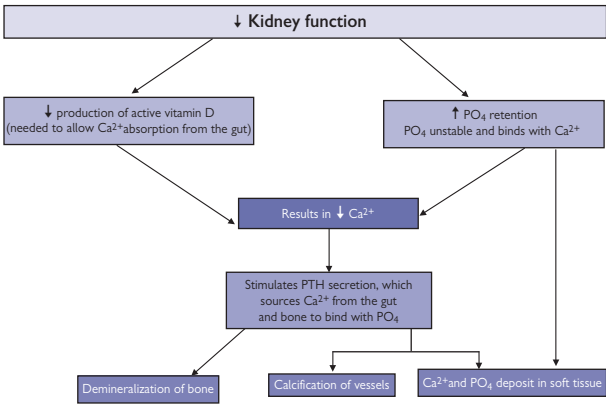 ↓ Kidney function
↓ production of active vitamin D
(needed to allow Ca²⁺absorption from the gut)
↑ PO₄ retention
PO₄ unstable and binds with Ca²⁺
Results in ↓ Ca²⁺
Stimulates PTH secretion, which
sources Ca²⁺ from the gut
and bone to bind with PO₄
Demineralization of bone
Calcification of vessels
Ca²⁺and PO₄ deposit in soft tissue